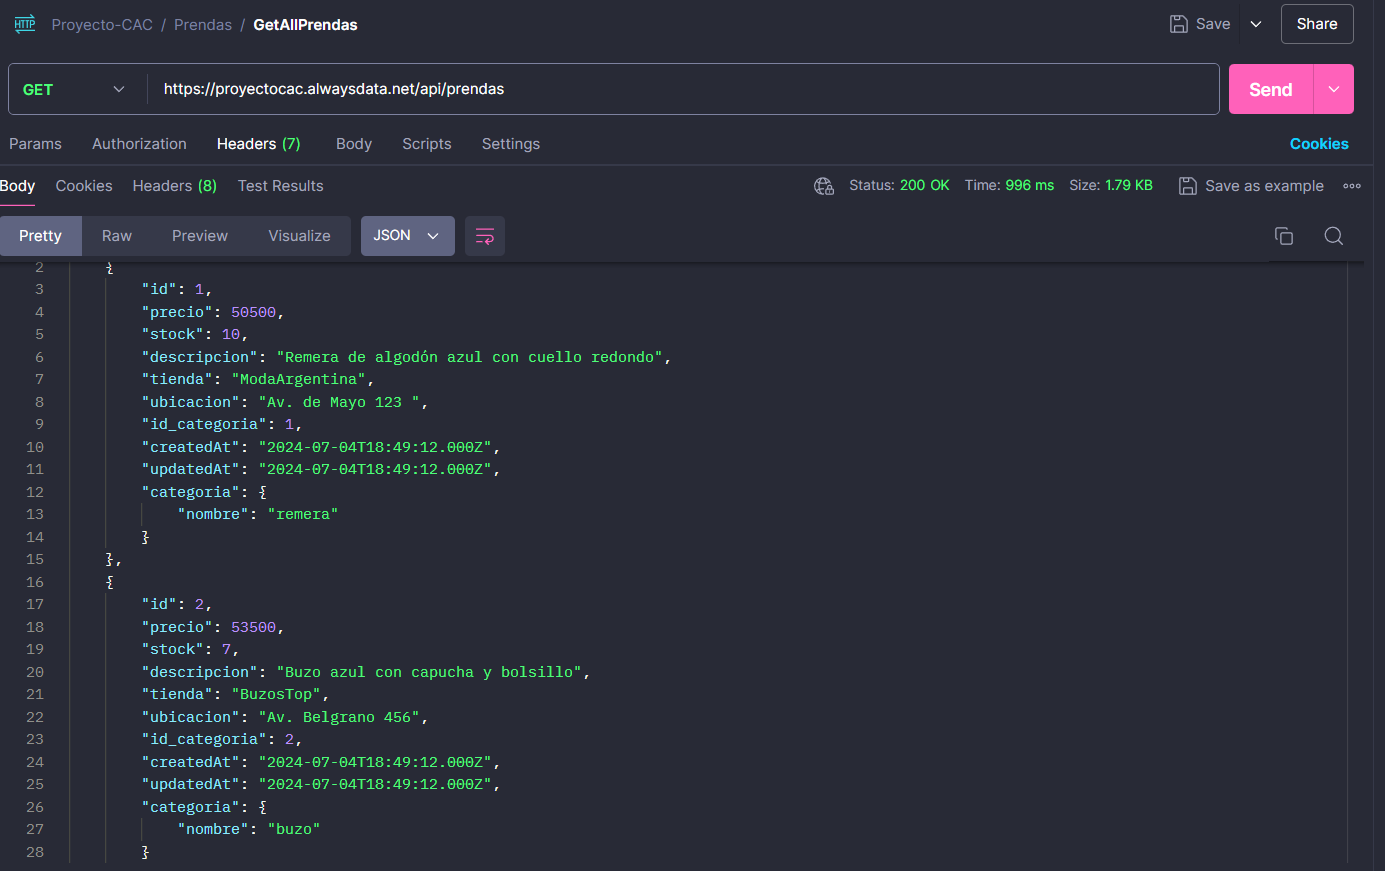 HTTP Proyecto-CAC / Prendas / GetAllPrendas Save Share
GET https://proyectocac.alwaysdata.net/api/prendas Send
Params Authorization Headers (7) Body Scripts Settings Cookies
Body Cookies Headers (8) Test Results Status: 200 OK Time: 996 ms Size: 1.79 KB Save as example
Pretty Raw Preview Visualize JSON
2 {
3 "id": 1,
4 "precio": 50500,
5 "stock": 10,
6 "descripcion": "Remera de algodón azul con cuello redondo",
7 "tienda": "ModaArgentina",
8 "ubicacion": "Av. de Mayo 123 ",
9 "id_categoria": 1,
10 "createdAt": "2024-07-04T18:49:12.000Z",
11 "updatedAt": "2024-07-04T18:49:12.000Z",
12 "categoria": {
13 "nombre": "remera"
14 }
15 },
16 {
17 "id": 2,
18 "precio": 53500,
19 "stock": 7,
20 "descripcion": "Buzo azul con capucha y bolsillo",
21 "tienda": "BuzosTop",
22 "ubicacion": "Av. Belgrano 456",
23 "id_categoria": 2,
24 "createdAt": "2024-07-04T18:49:12.000Z",
25 "updatedAt": "2024-07-04T18:49:12.000Z",
26 "categoria": {
27 "nombre": "buzo"
28 }